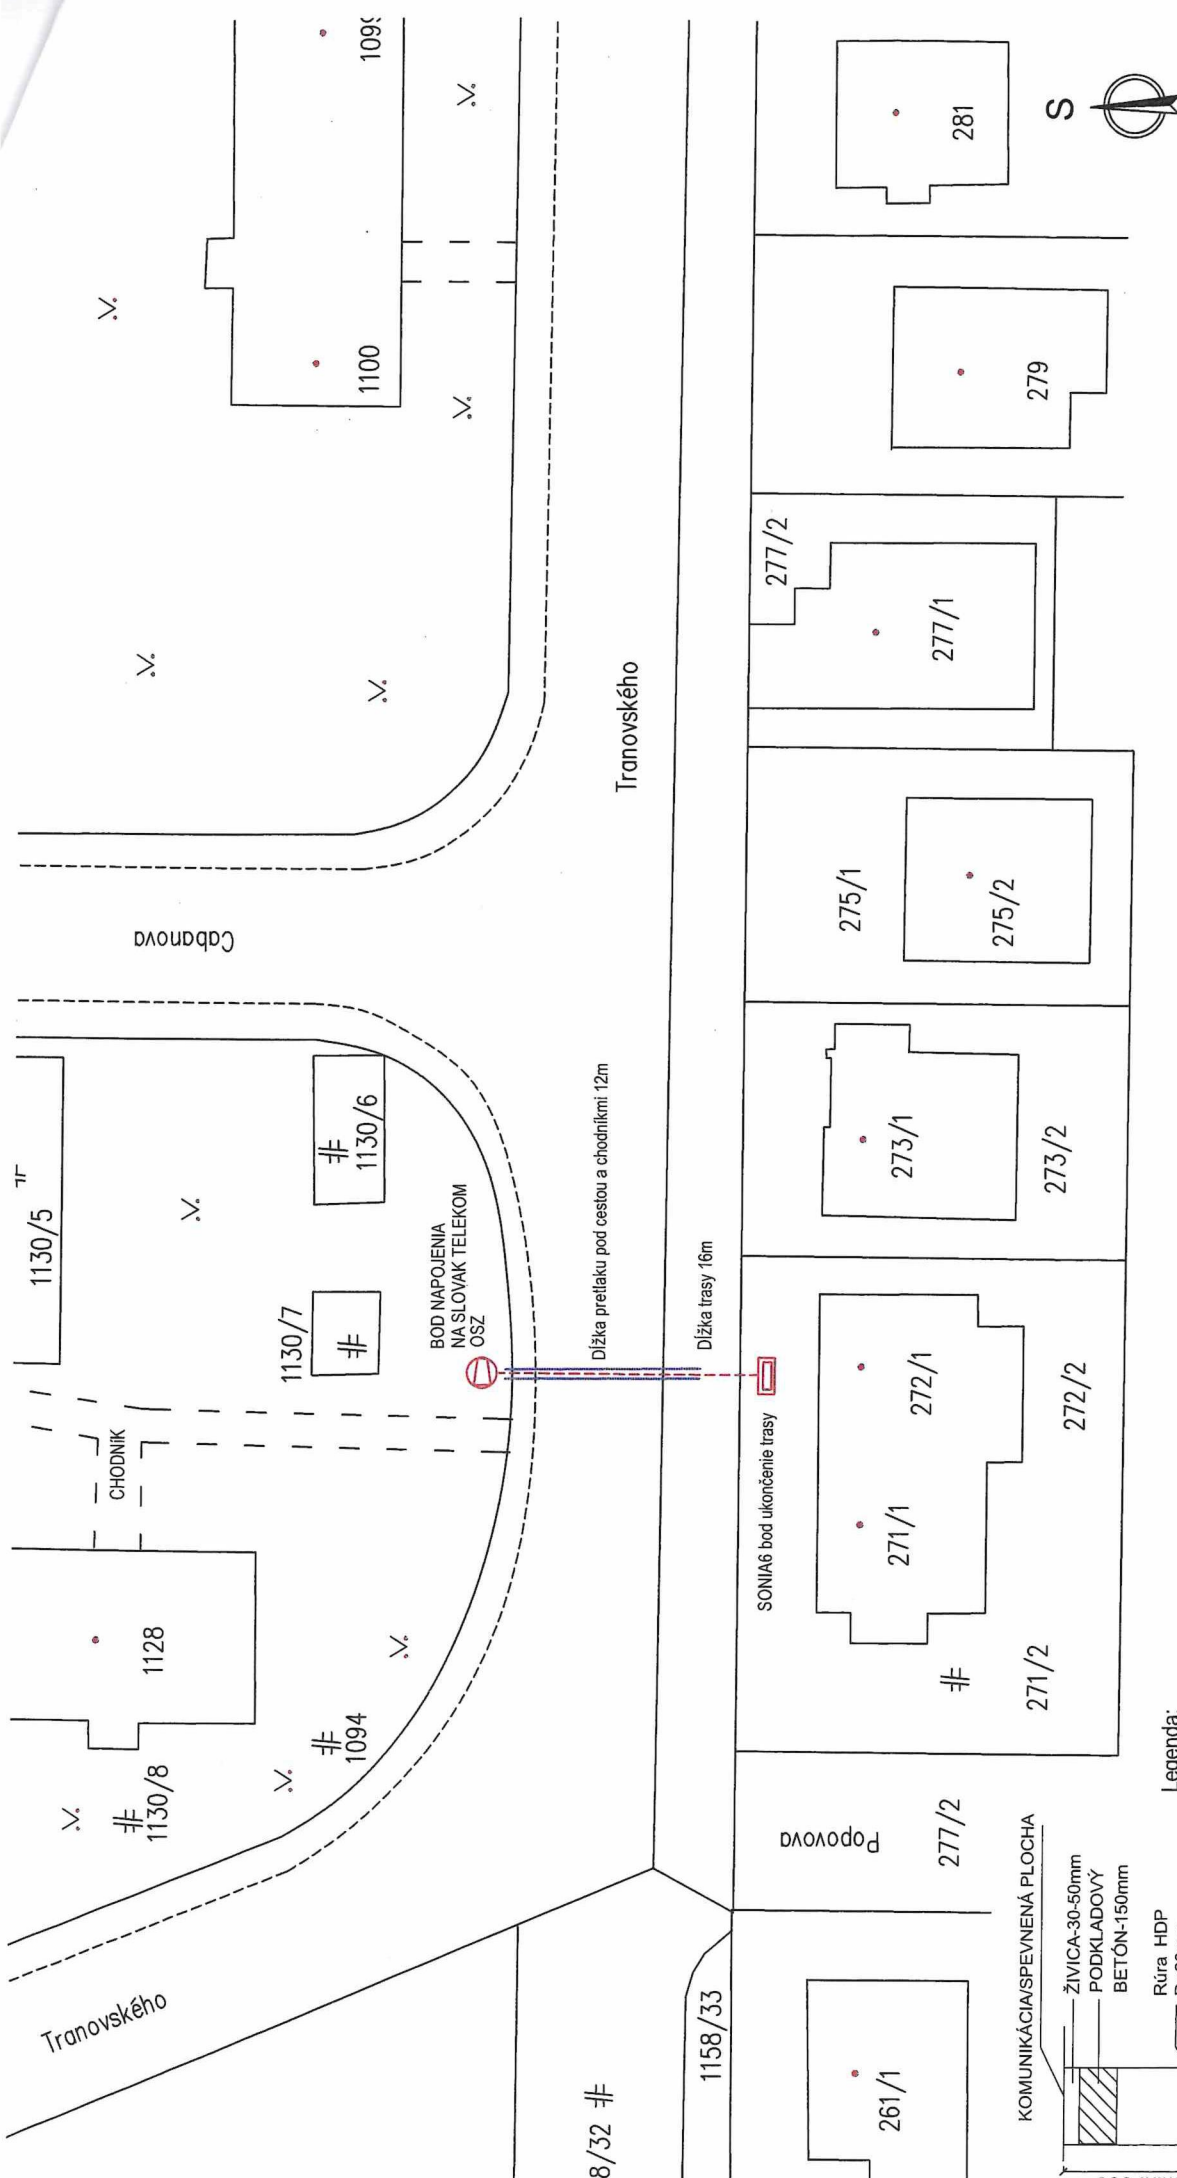 1130/8
1128
CHODNíK
1130/5
Cabanova
1100
1094
1130/7
1130/6
BOD NAPOJENIA
NA SLOVAK TELEKOM
OSZ
Tranovského
Dĺžka pretlaku pod cestou a chodníkmi 12m
Tranovského
Dĺžka trasy 16m
8/32
1158/33
SONIA6 bod ukončenie trasy
277/2
Popovova
261/1
277/2
271/1
272/1
273/1
275/1
277/1
281
271/2
272/2
273/2
275/2
279
S
KOMUNIKÁCIA/SPEVNENÁ PLOCHA
ŽIVICA-30-50mm
PODKLADOVÝ
BETÓN-150mm
Rúra HDP
Legenda: